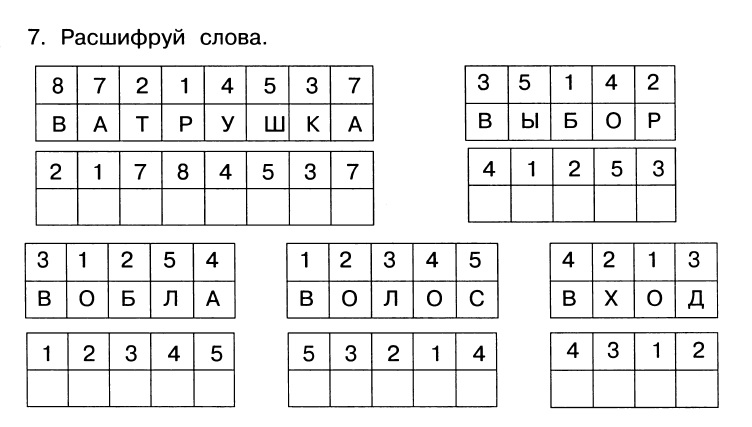 7. Расшифруй слова.
8 7 2 1 4 5 3 7
В А Т Р У Ш К А
2 1 7 8 4 5 3 7
3 5 1 4 2
В Ы Б О Р
4 1 2 5 3
3 1 2 5 4
В О Б Л А
1 2 3 4 5
1 2 3 4 5
В О Л О С
5 3 2 1 4
4 2 1 3
В Х О Д
4 3 1 2